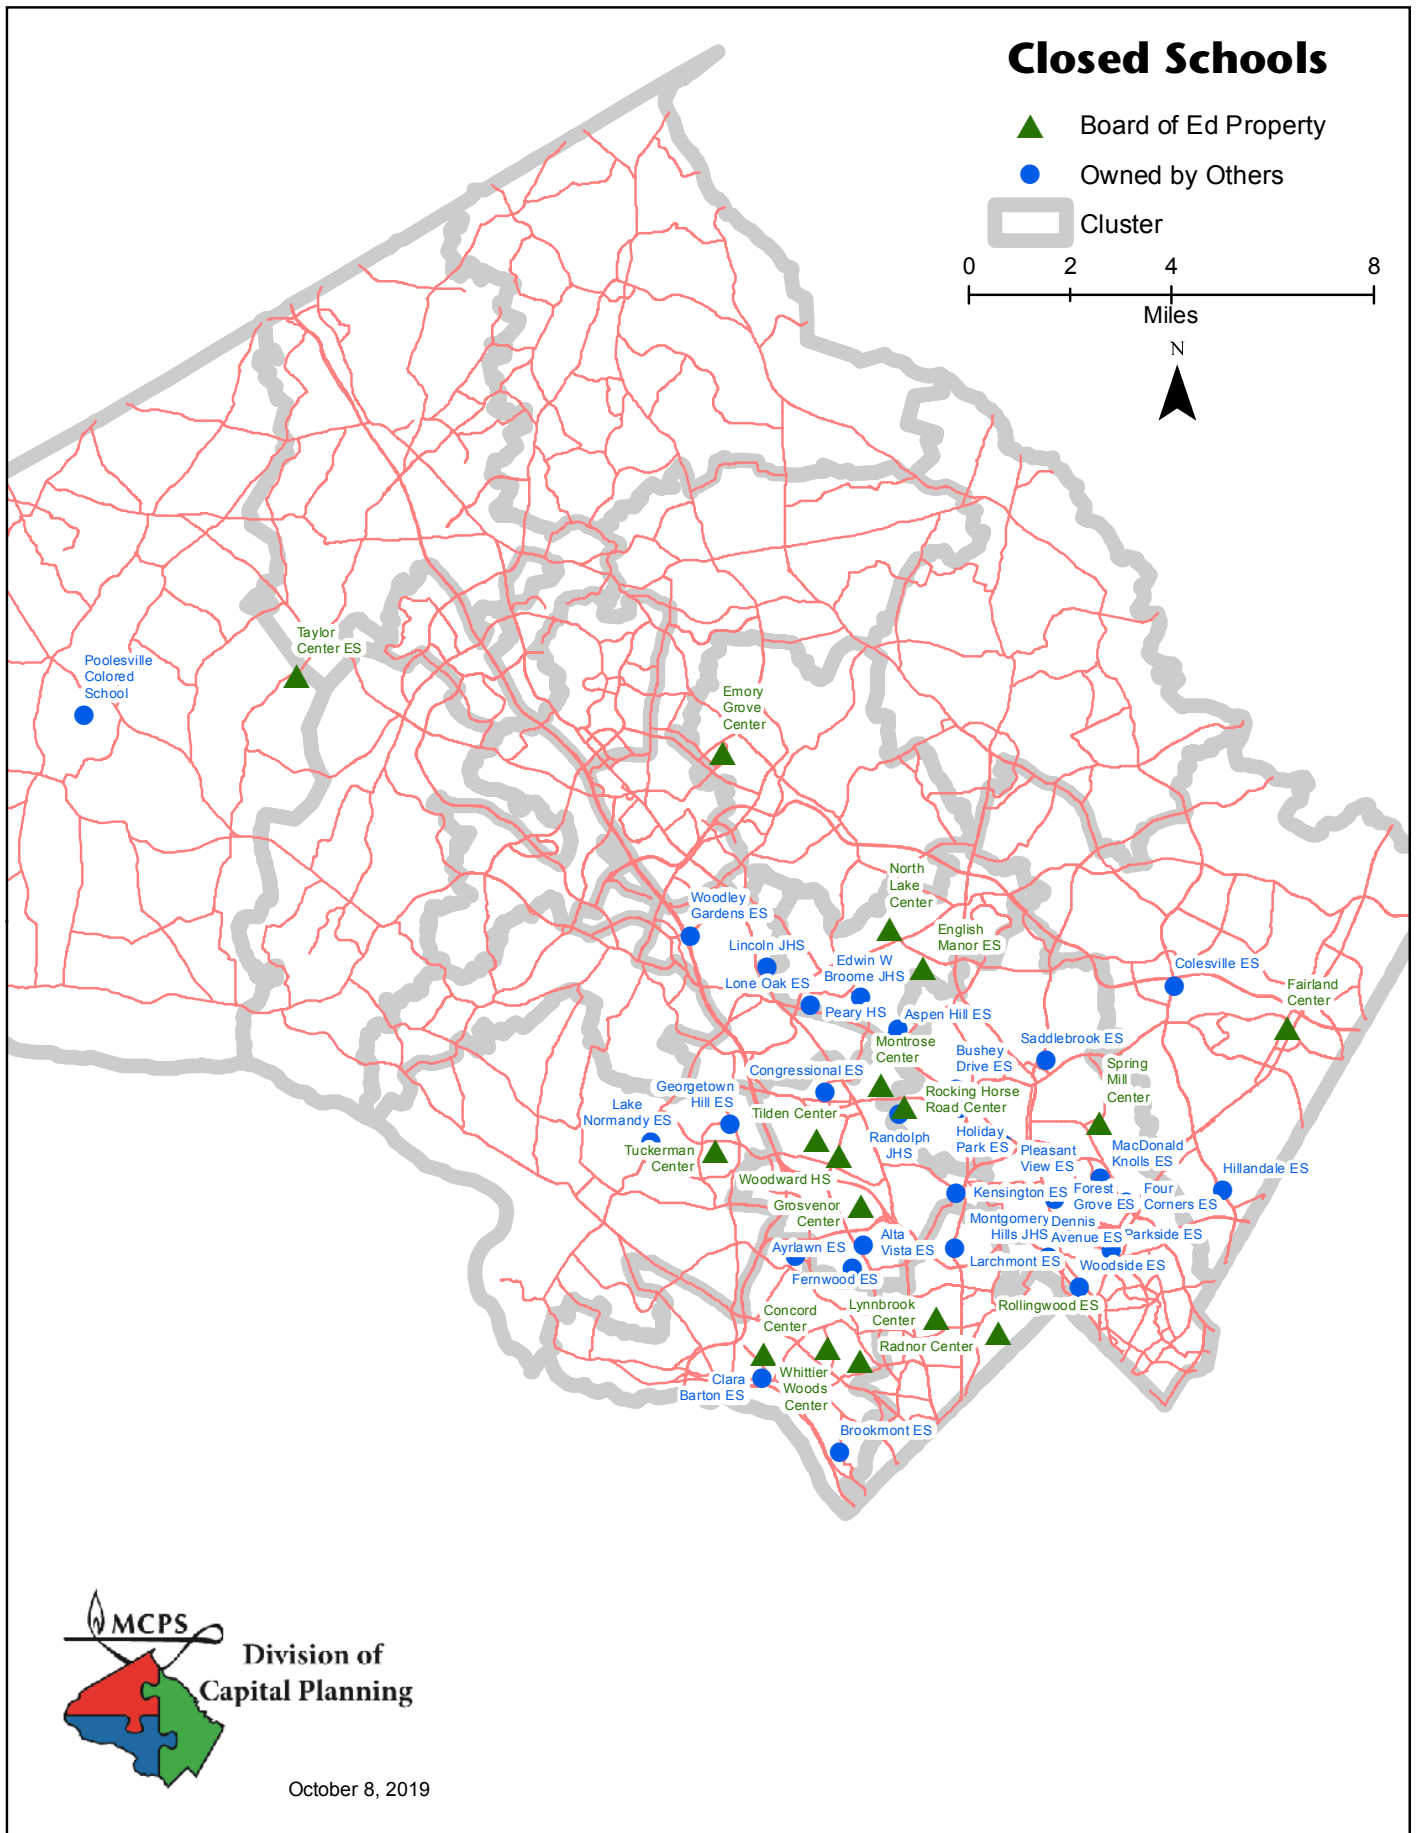 Closed Schools
Board of Ed Property
Owned by Others
Cluster
0 2 4 8
Miles
N
Taylor
Center ES
Poolesville
Colored
School
Emory
Grove
Center
North
Lake
Center
Woodley
Gardens ES
English
Manor ES
Lincoln JHS
Edwin W
Broome JHS
Colesville ES
Lone Oak ES
Fairland
Center
Peary HS
Aspen Hill ES
Montrose
Center
Saddlebrook ES
Bushey
Drive ES
Spring
Mill
Center
Congressional ES
Georgetown
Hill ES
Rocking Horse
Road Center
Lake
Normandy ES
Tilden Center
Randolph
JHS
Holiday
Park ES
Tuckerman
Center
Pleasant
View ES
MacDonald
Knolls ES
Hillandale ES
Woodward HS
Kensington ES
Forest
Grove ES
Four
Corners ES
Grosvenor
Center
Montgomery
Hills JHS
Dennis
Avenue ES
Parkside ES
Alta
Vista ES
Ayrlawn ES
Larchmont ES
Woodside ES
Fernwood ES
Lynnbrook
Center
Rollingwood ES
Concord
Center
Radnor Center
Whittier
Woods
Center
Clara
Barton ES
Brookmont ES
MCPS
Division of
Capital Planning
October 8, 2019